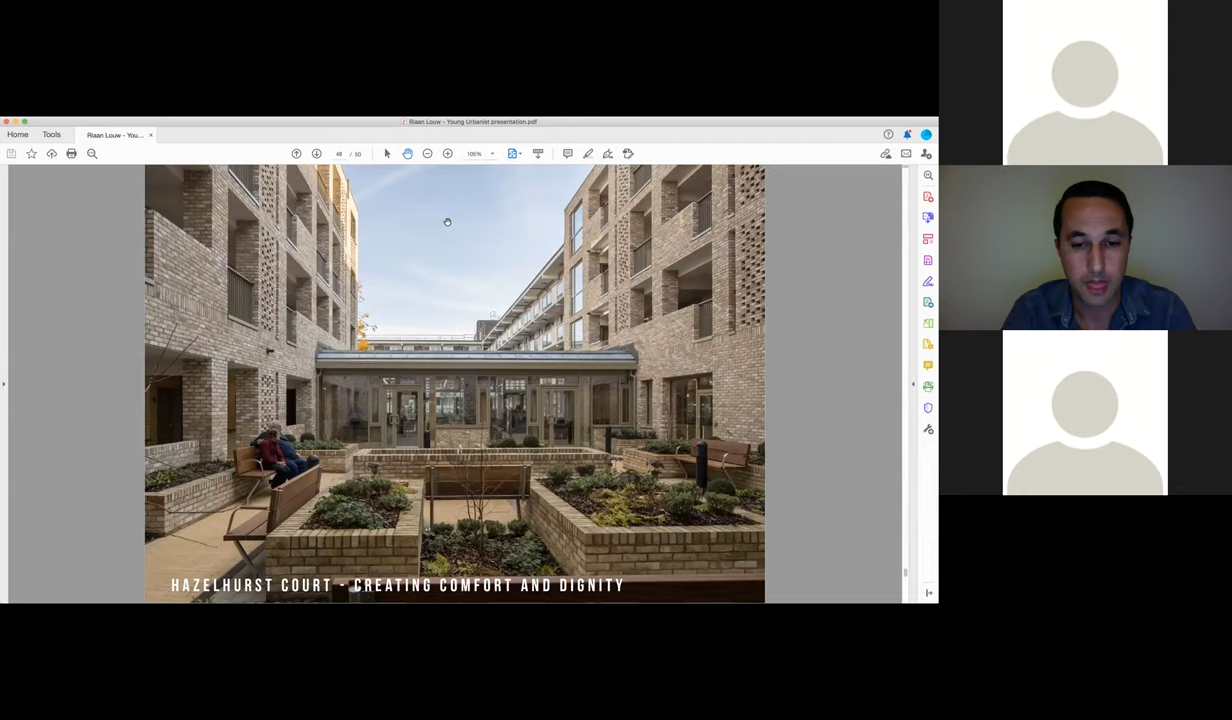 Riaan Louw - Young Urbanist presentation.pdf
Home Tools Riaan Louw - You... ×
48 / 50 105%
HAZELHURST COURT - CREATING COMFORT AND DIGNITY